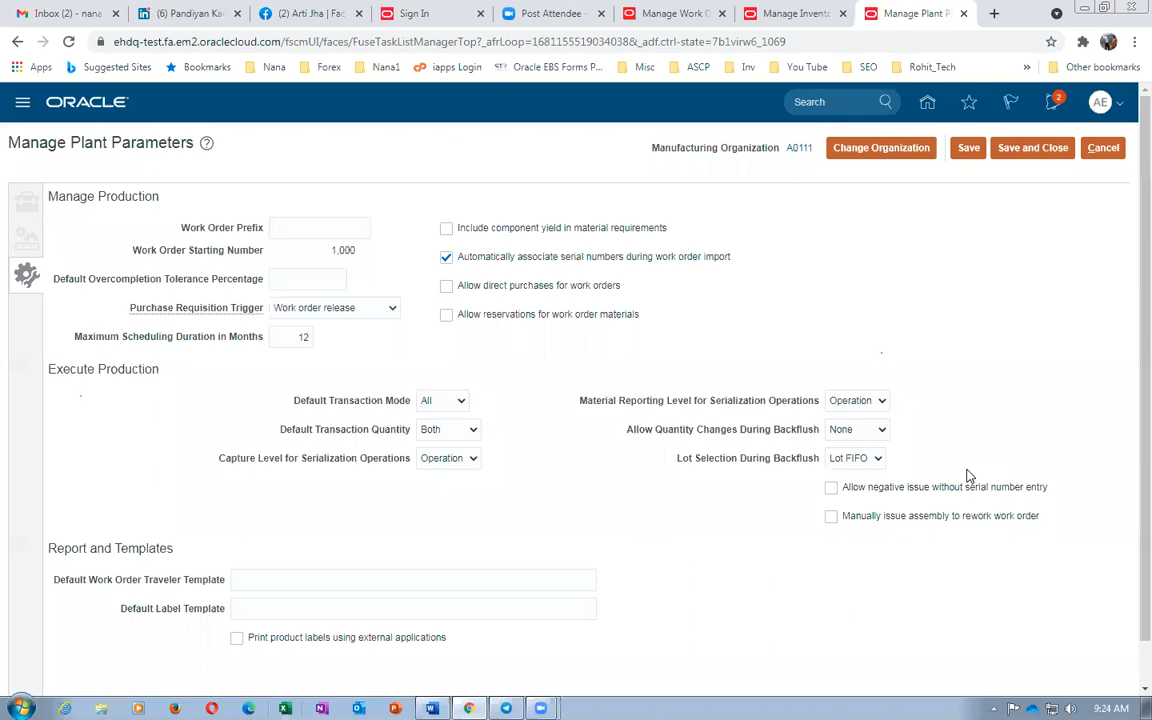 Inbox (2) - nana
(6) Pandiyan Ka
(2) Arti Jha | Fac
Sign In
Post Attendee -
Manage Work O
Manage Invento
Manage Plant P
ehdq-test.fa.em2.oraclecloud.com/fscmUI/faces/FuseTaskListManagerTop?_afrLoop=1681155519034038&_adf.ctrl-state=7b1virw6_1069
Apps
Suggested Sites
Bookmarks
Nana
Forex
Nana1
iapps Login
Oracle EBS Forms P...
Misc
ASCP
Inv
You Tube
SEO
Rohit_Tech
»
Other bookmarks
ORACLE
Search
2
AE
Manage Plant Parameters
Manufacturing Organization A0111
Change Organization
Save
Save and Close
Cancel
Manage Production
Work Order Prefix
Work Order Starting Number 1,000
Default Overcompletion Tolerance Percentage
Purchase Requisition Trigger Work order release
Maximum Scheduling Duration in Months 12
Include component yield in material requirements
Automatically associate serial numbers during work order import
Allow direct purchases for work orders
Allow reservations for work order materials
Execute Production
Default Transaction Mode All
Default Transaction Quantity Both
Capture Level for Serialization Operations Operation
Material Reporting Level for Serialization Operations Operation
Allow Quantity Changes During Backflush None
Lot Selection During Backflush Lot FIFO
Allow negative issue without serial number entry
Manually issue assembly to rework work order
Report and Templates
Default Work Order Traveler Template
Default Label Template
Print product labels using external applications
9:24 AM